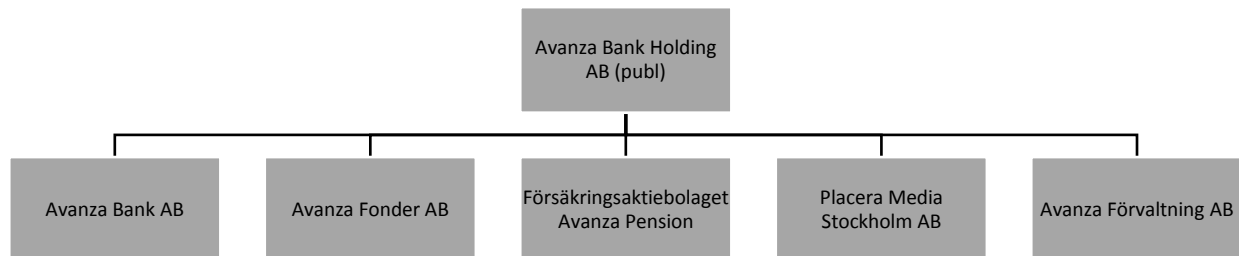 Avanza Bank Holding
AB (publ)
Avanza Bank AB
Avanza Fonder AB
Försäkringsaktiebolaget
Avanza Pension
Placera Media
Stockholm AB
Avanza Förvaltning AB